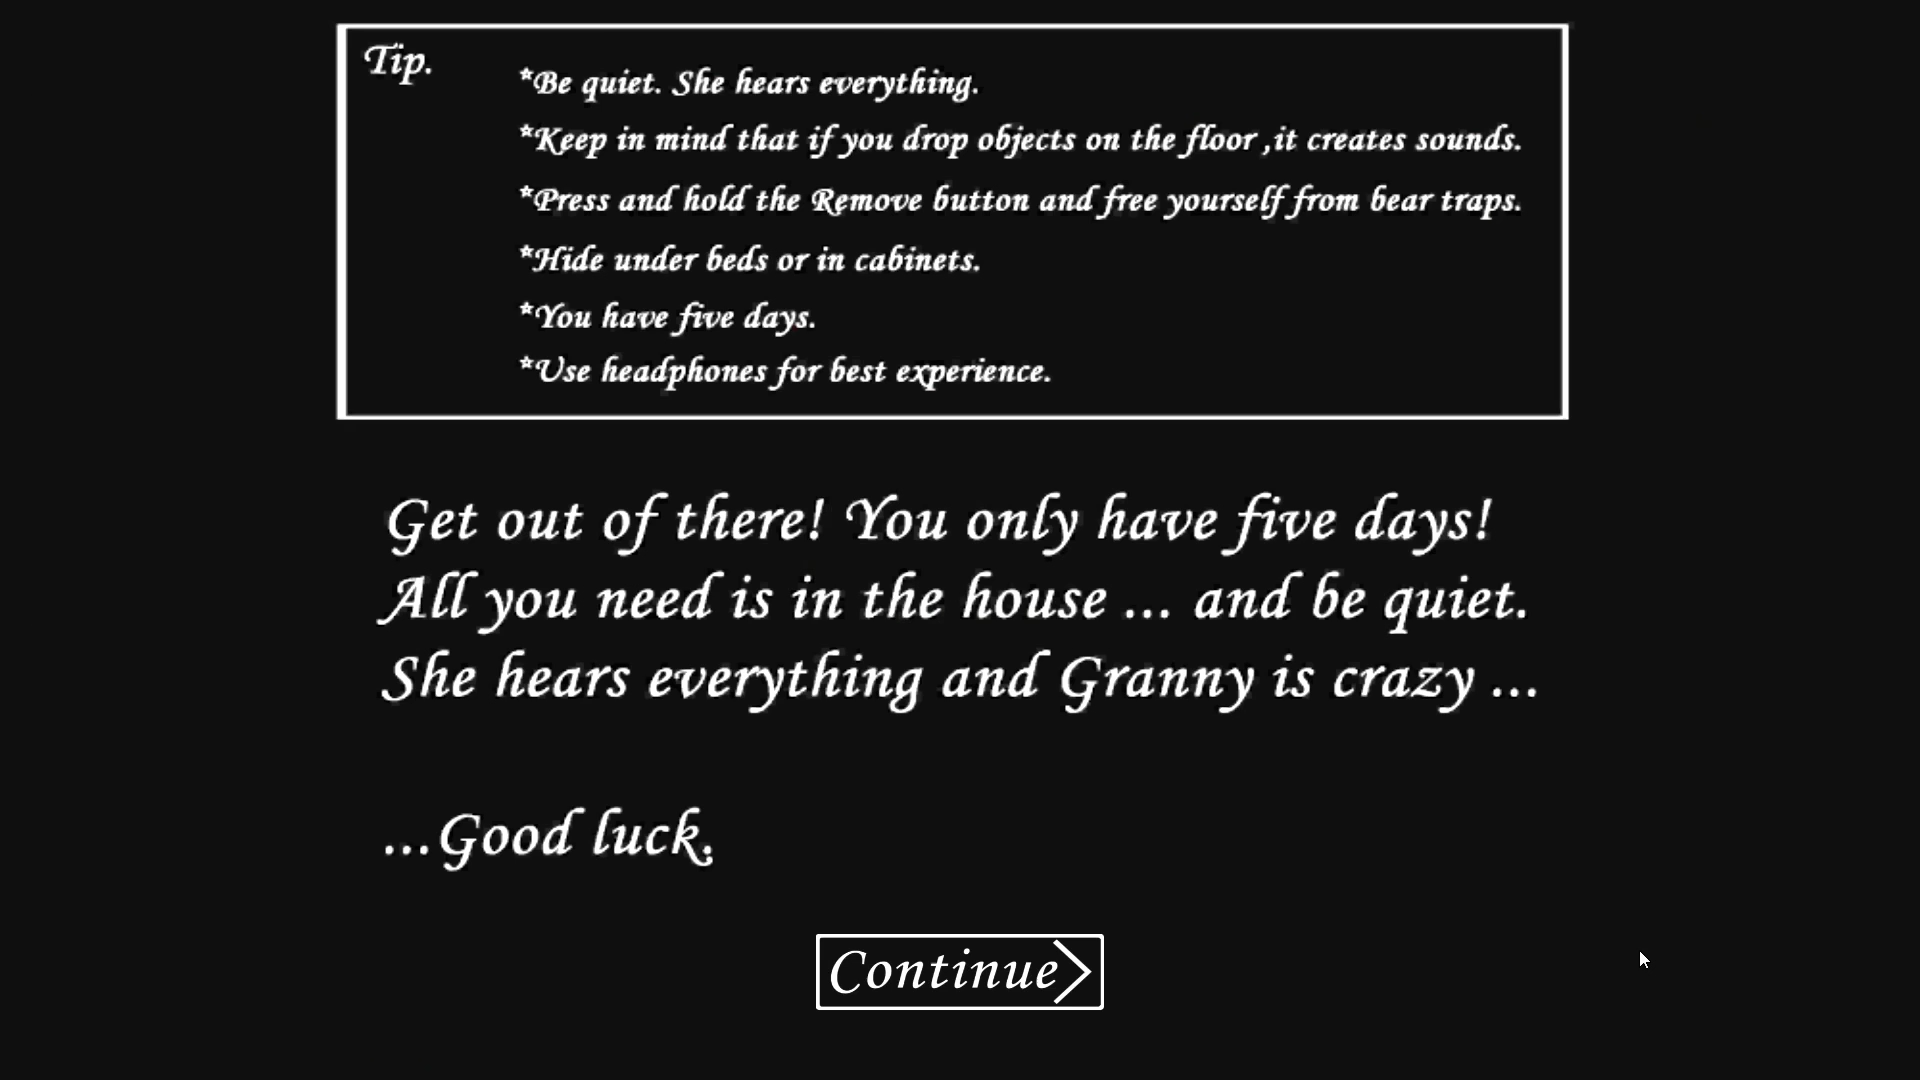 Tip.
*Be quiet. She hears everything.
*Keep in mind that if you drop objects on the floor ,it creates sounds.
*Press and hold the Remove button and free yourself from bear traps.
*Hide under beds or in cabinets.
*You have five days.
*Use headphones for best experience.
Get out of there! You only have five days!
All you need is in the house ... and be quiet.
She hears everything and Granny is crazy ...
...Good luck.
Continue